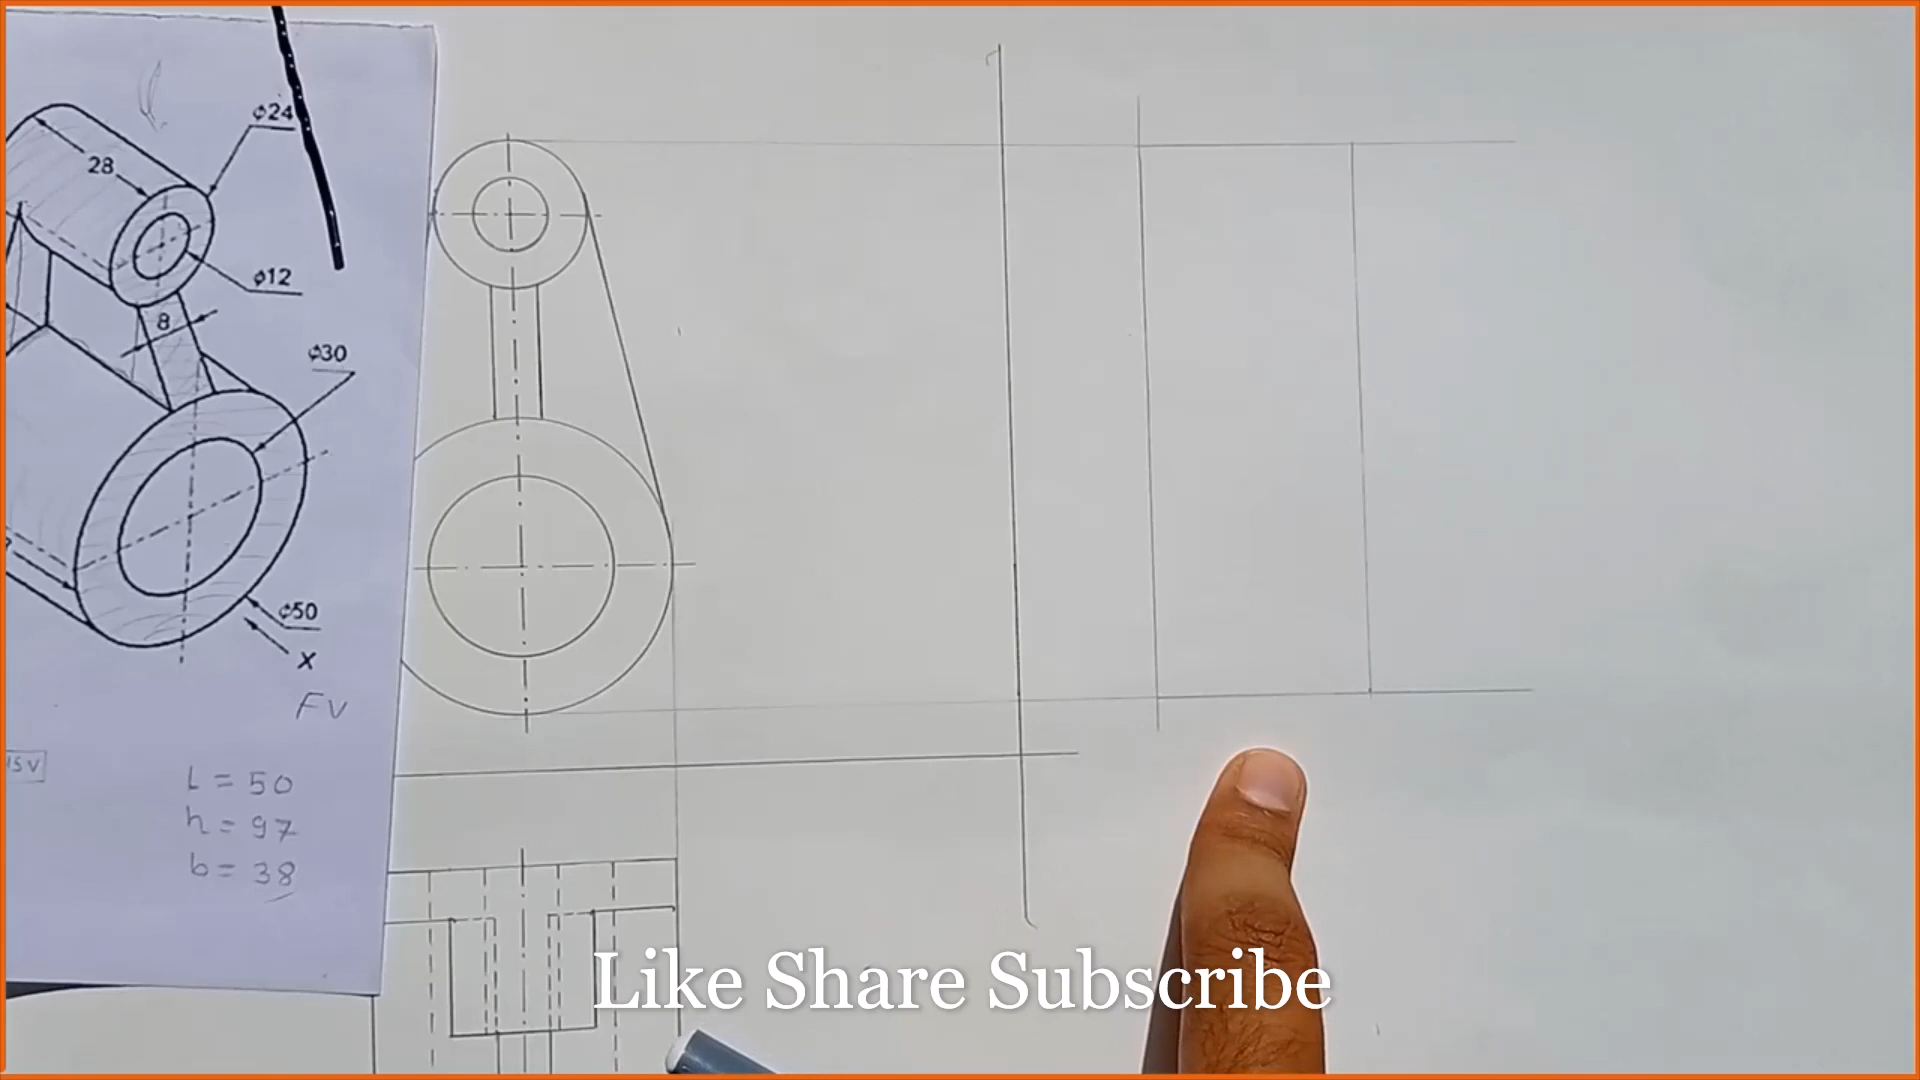 ϕ24
28
ϕ12
8
ϕ30
ϕ50
X
FV
L = 50
h = 97
b = 38
Like Share Subscribe